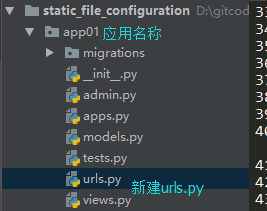 static_file_configuration D:\gitcod
app01 应用名称
migrations
__init__.py
admin.py
apps.py
models.py
tests.py
urls.py
新建urls.py
views.py